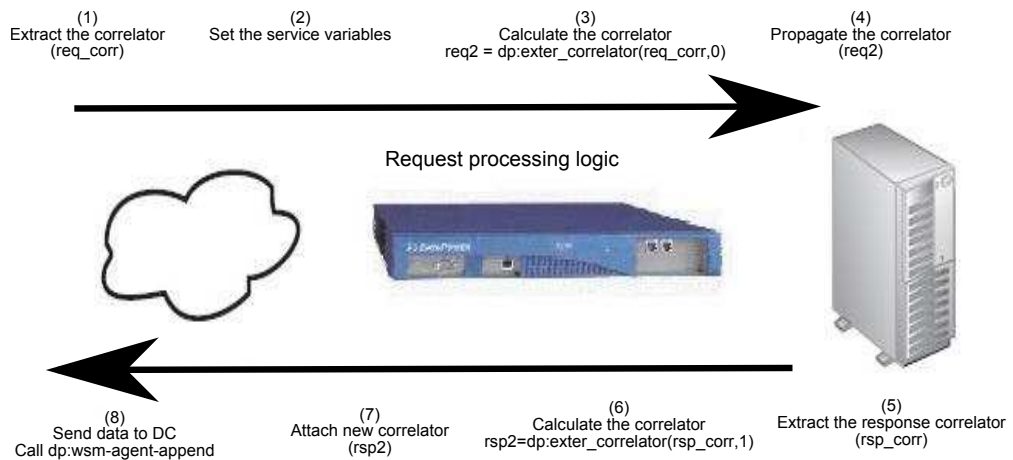 (1)
Extract the correlator
(req_corr)
(2)
Set the service variables
(3)
Calculate the correlator
req2 = dp:exter_correlator(req_corr,0)
(4)
Propagate the correlator
(req2)
Request processing logic
(8)
Send data to DC
Call dp:wsm-agent-append
(7)
Attach new correlator
(rsp2)
(6)
Calculate the correlator
rsp2=dp:exter_correlator(rsp_corr,1)
(5)
Extract the response correlator
(rsp_corr)